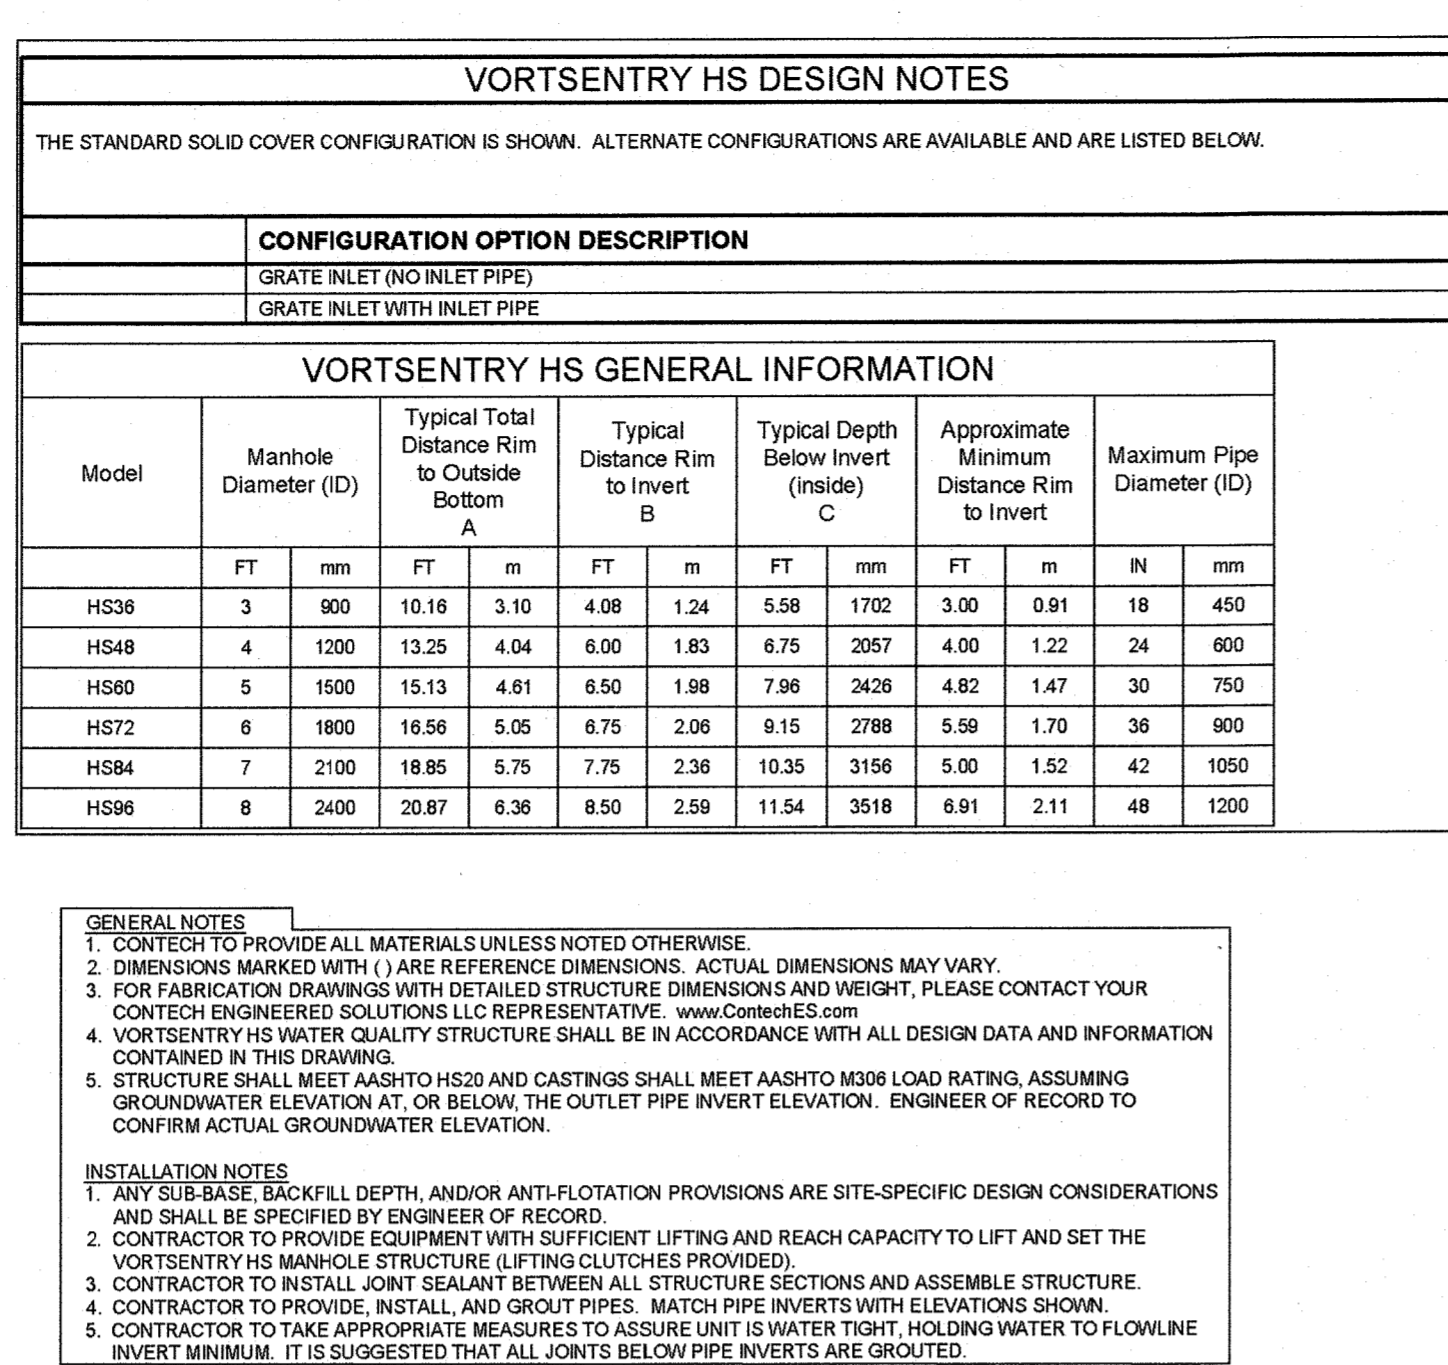 VORTSENTRY HS DESIGN NOTES
THE STANDARD SOLID COVER CONFIGURATION IS SHOWN. ALTERNATE CONFIGURATIONS ARE AVAILABLE AND ARE LISTED BELOW.
CONFIGURATION OPTION DESCRIPTION
GRATE INLET (NO INLET PIPE)
GRATE INLET WITH INLET PIPE
VORTSENTRY HS GENERAL INFORMATION
Model Manhole Diameter (ID) Typical Total Distance Rim to Outside Bottom A Typical Distance Rim to Invert B Typical Depth Below Invert (inside) C Approximate Minimum Distance Rim to Invert Maximum Pipe Diameter (ID)
FT mm FT m FT m FT mm FT m IN mm
HS36 3 900 10.16 3.10 4.08 1.24 5.58 1702 3.00 0.91 18 450
HS48 4 1200 13.25 4.04 6.00 1.83 6.75 2057 4.00 1.22 24 600
HS60 5 1500 15.13 4.61 6.50 1.98 7.96 2426 4.82 1.47 30 750
HS72 6 1800 16.56 5.05 6.75 2.06 9.15 2788 5.59 1.70 36 900
HS84 7 2100 18.85 5.75 7.75 2.36 10.35 3156 5.00 1.52 42 1050
HS96 8 2400 20.87 6.36 8.50 2.59 11.54 3518 6.91 2.11 48 1200
GENERAL NOTES
1. CONTECH TO PROVIDE ALL MATERIALS UNLESS NOTED OTHERWISE.
2. DIMENSIONS MARKED WITH ( ) ARE REFERENCE DIMENSIONS. ACTUAL DIMENSIONS MAY VARY.
3. FOR FABRICATION DRAWINGS WITH DETAILED STRUCTURE DIMENSIONS AND WEIGHT, PLEASE CONTACT YOUR
CONTECH ENGINEERED SOLUTIONS LLC REPRESENTATIVE. www.ContechES.com
4. VORTSENTRY HS WATER QUALITY STRUCTURE SHALL BE IN ACCORDANCE WITH ALL DESIGN DATA AND INFORMATION
CONTAINED IN THIS DRAWING.
5. STRUCTURE SHALL MEET AASHTO HS20 AND CASTINGS SHALL MEET AASHTO M306 LOAD RATING, ASSUMING
GROUNDWATER ELEVATION AT, OR BELOW, THE OUTLET PIPE INVERT ELEVATION. ENGINEER OF RECORD TO
CONFIRM ACTUAL GROUNDWATER ELEVATION.
INSTALLATION NOTES
1. ANY SUB-BASE, BACKFILL DEPTH, AND/OR ANTI-FLOTATION PROVISIONS ARE SITE-SPECIFIC DESIGN CONSIDERATIONS
AND SHALL BE SPECIFIED BY ENGINEER OF RECORD.
2. CONTRACTOR TO PROVIDE EQUIPMENT WITH SUFFICIENT LIFTING AND REACH CAPACITY TO LIFT AND SET THE
VORTSENTRY HS MANHOLE STRUCTURE (LIFTING CLUTCHES PROVIDED).
3. CONTRACTOR TO INSTALL JOINT SEALANT BETWEEN ALL STRUCTURE SECTIONS AND ASSEMBLE STRUCTURE.
4. CONTRACTOR TO PROVIDE, INSTALL, AND GROUT PIPES. MATCH PIPE INVERTS WITH ELEVATIONS SHOWN.
5. CONTRACTOR TO TAKE APPROPRIATE MEASURES TO ASSURE UNIT IS WATER TIGHT, HOLDING WATER TO FLOWLINE
INVERT MINIMUM. IT IS SUGGESTED THAT ALL JOINTS BELOW PIPE INVERTS ARE GROUTED.